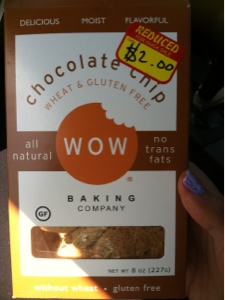 DELICIOUS MOIST FLAVORFUL
REDUCED
$2.00
chocolate chip
WHEAT & GLUTEN FREE
all natural
WOW
®
no trans fats
BAKING
COMPANY
GF
NET WT 8 OZ (227g)
without wheat • gluten free